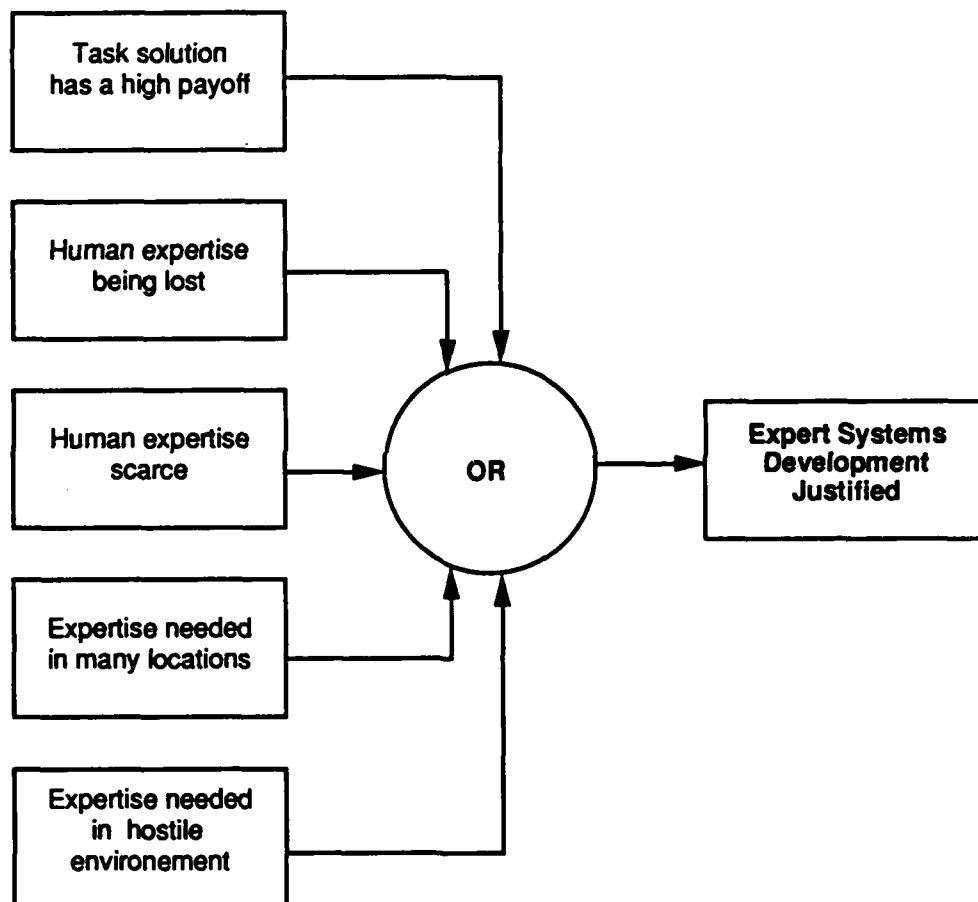 Task solution
has a high payoff
Human expertise
being lost
Human expertise
scarce
Expertise needed
in many locations
Expertise needed
in hostile
environement
OR
Expert Systems
Development
Justified